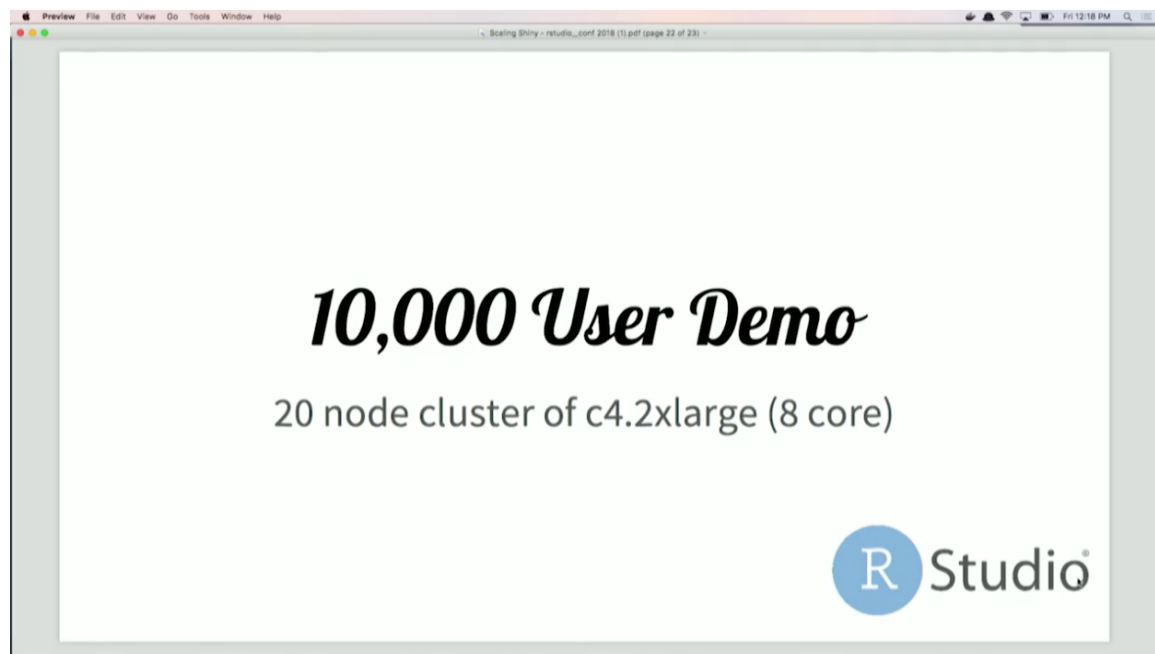 Preview File Edit View Go Tools Window Help
Fri 12:18 PM
Scaling Shiny - rstudio__conf 2018 (1).pdf (page 22 of 23)
10,000 User Demo
20 node cluster of c4.2xlarge (8 core)
R Studio®